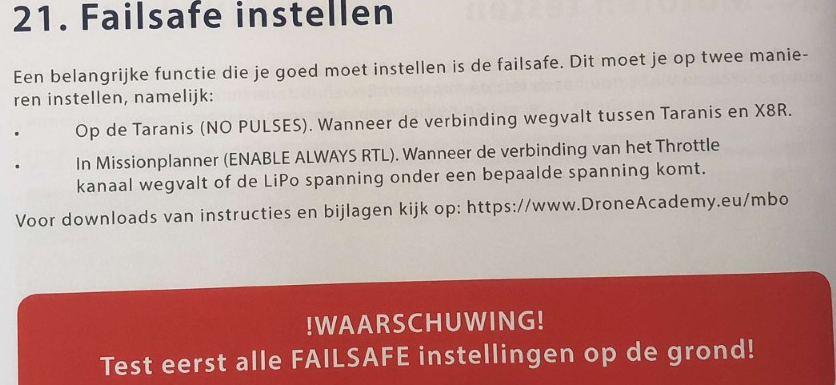 21. Failsafe instellen
Een belangrijke functie die je goed moet instellen is de failsafe. Dit moet je op twee manie-
ren instellen, namelijk:
• Op de Taranis (NO PULSES). Wanneer de verbinding wegvalt tussen Taranis en X8R.
• In Missionplanner (ENABLE ALWAYS RTL). Wanneer de verbinding van het Throttle
kanaal wegvalt of de LiPo spanning onder een bepaalde spanning komt.
Voor downloads van instructies en bijlagen kijk op: https://www.DroneAcademy.eu/mbo
!WAARSCHUWING!
Test eerst alle FAILSAFE instellingen op de grond!